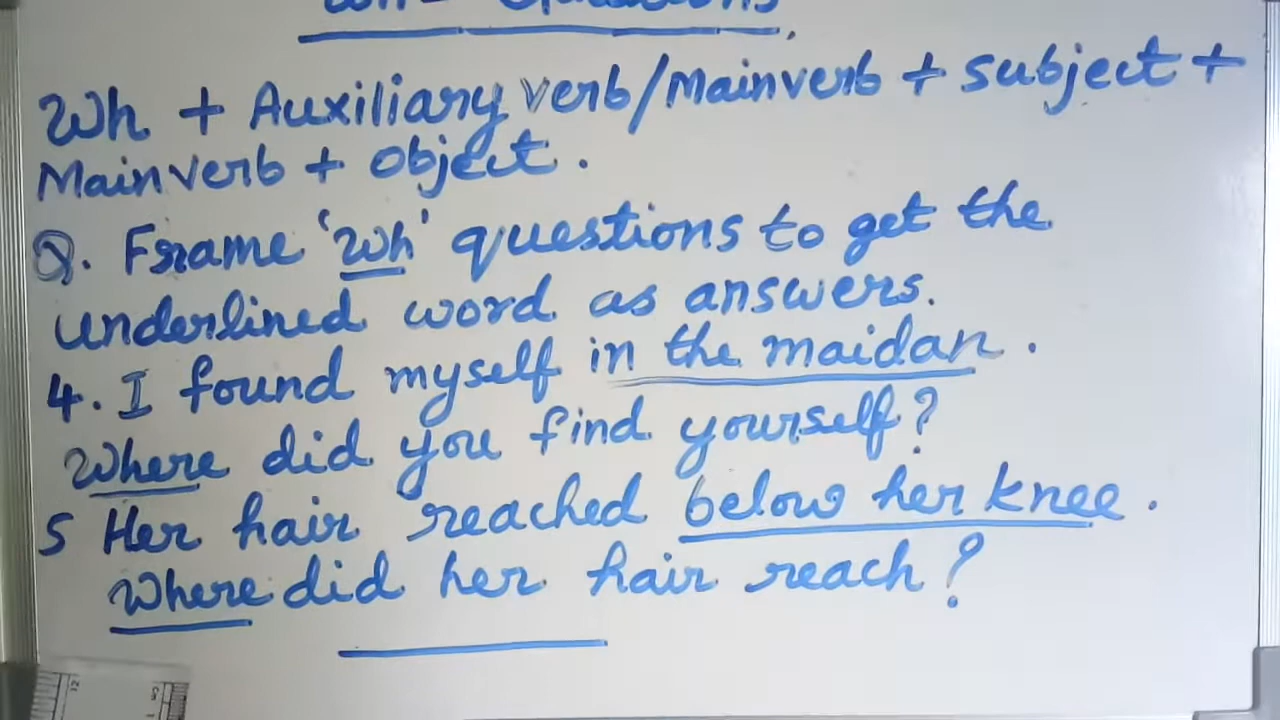 Wh + Auxiliary verb/Mainverb + subject +
Mainverb + object.
Q. Frame 'Wh' questions to get the
underlined word as answers.
4. I found myself in the maidan.
Where did you find yourself?
5 Her hair reached below her knee.
Where did her hair reach?